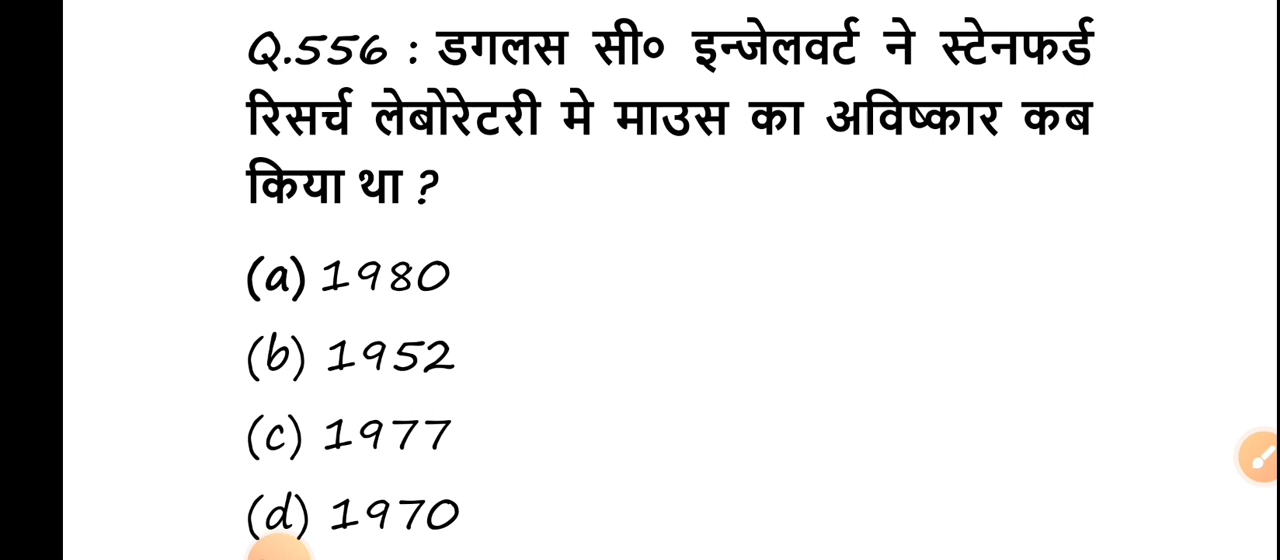 Q.556 : डगलस सी० इन्जेलवर्ट ने स्टेनफर्ड
रिसर्च लेबोरेटरी मे माउस का अविष्कार कब
किया था ?
(a) 1980
(b) 1952
(c) 1977
(d) 1970